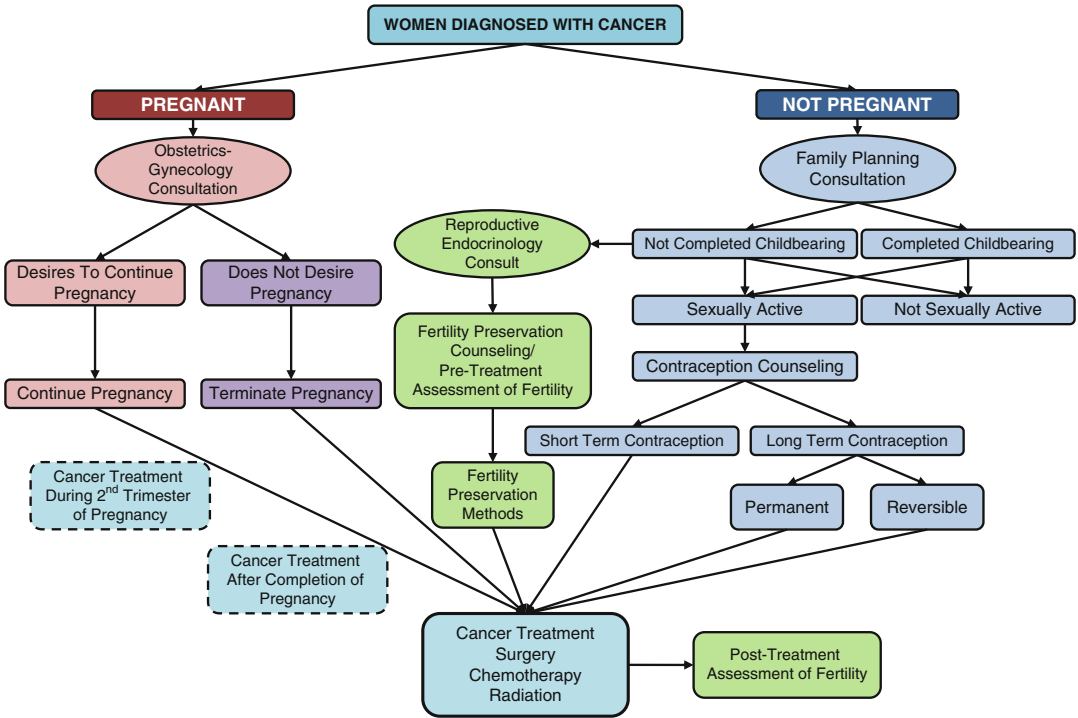 WOMEN DIAGNOSED WITH CANCER
PREGNANT
NOT PREGNANT
Obstetrics-
Gynecology
Consultation
Family Planning
Consultation
Reproductive
Endocrinology
Consult
Not Completed Childbearing
Completed Childbearing
Desires To Continue
Pregnancy
Does Not Desire
Pregnancy
Sexually Active
Not Sexually Active
Fertility Preservation
Counseling/
Pre-Treatment
Assessment of Fertility
Contraception Counseling
Continue Pregnancy
Terminate Pregnancy
Short Term Contraception
Long Term Contraception
Cancer Treatment
During 2nd Trimester
of Pregnancy
Fertility
Preservation
Methods
Permanent
Reversible
Cancer Treatment
After Completion of
Pregnancy
Cancer Treatment
Surgery
Chemotherapy
Radiation
Post-Treatment
Assessment of Fertility